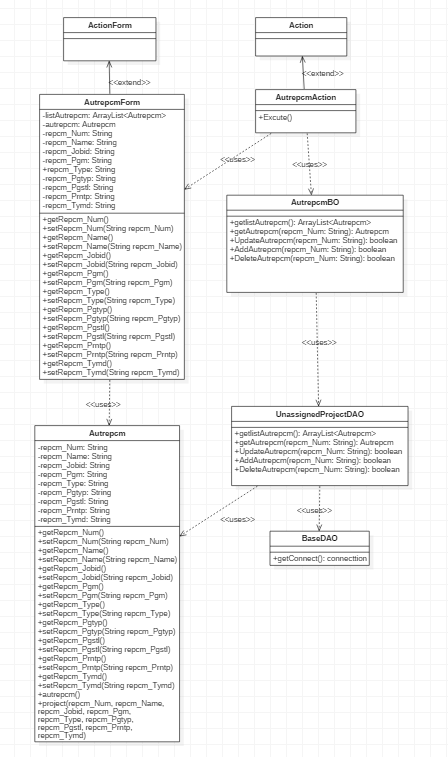 ActionForm
Action
<<extend>>
<<extend>>
AutrepcmForm
-listAutrepcm: ArrayList<Autrepcm>
-autrepcm: Autrepcm
-repcm_Num: String
-repcm_Name: String
-repcm_Jobid: String
-repcm_Pgm: String
+repcm_Type: String
-repcm_Pgtyp: String
-repcm_Pgstl: String
-repcm_Prntp: String
-repcm_Tymd: String
+getRepcm_Num()
+setRepcm_Num(String repcm_Num)
+getRepcm_Name()
+setRepcm_Name(String repcm_Name)
+getRepcm_Jobid()
+setRepcm_Jobid(String repcm_Jobid)
+getRepcm_Pgm()
+setRepcm_Pgm(String repcm_Pgm)
+getRepcm_Type()
+setRepcm_Type(String repcm_Type)
+getRepcm_Pgtyp()
+setRepcm_Pgtyp(String repcm_Pgtyp)
+getRepcm_Pgstl()
+setRepcm_Pgstl(String repcm_Pgstl)
+getRepcm_Prntp()
+setRepcm_Prntp(String repcm_Prntp)
+getRepcm_Tymd()
+setRepcm_Tymd(String repcm_Tymd)
AutrepcmAction
+Excute()
<<uses>>
<<uses>>
AutrepcmBO
+getlistAutrepcm(): ArrayList<Autrepcm>
+getAutrepcm(repcm_Num: String): Autrepcm
+UpdateAutrepcm(repcm_Num: String): boolean
+AddAutrepcm(repcm_Num: String): boolean
+DeleteAutrepcm(repcm_Num: String): boolean
<<uses>>
<<uses>>
UnassignedProjectDAO
+getlistAutrepcm(): ArrayList<Autrepcm>
+getAutrepcm(repcm_Num: String): Autrepcm
+UpdateAutrepcm(repcm_Num: String): boolean
+AddAutrepcm(repcm_Num: String): boolean
+DeleteAutrepcm(repcm_Num: String): boolean
Autrepcm
-repcm_Num: String
-repcm_Name: String
-repcm_Jobid: String
-repcm_Pgm: String
-repcm_Type: String
-repcm_Pgtyp: String
-repcm_Pgstl: String
-repcm_Prntp: String
-repcm_Tymd: String
+getRepcm_Num()
+setRepcm_Num(String repcm_Num)
+getRepcm_Name()
+setRepcm_Name(String repcm_Name)
+getRepcm_Jobid()
+setRepcm_Jobid(String repcm_Jobid)
+getRepcm_Pgm()
+setRepcm_Pgm(String repcm_Pgm)
+getRepcm_Type()
+setRepcm_Type(String repcm_Type)
+getRepcm_Pgtyp()
+setRepcm_Pgtyp(String repcm_Pgtyp)
+getRepcm_Pgstl()
+setRepcm_Pgstl(String repcm_Pgstl)
+getRepcm_Prntp()
+setRepcm_Prntp(String repcm_Prntp)
+getRepcm_Tymd()
+setRepcm_Tymd(String repcm_Tymd)
+autrepcm()
+project(repcm_Num, repcm_Name,
repcm_Jobid, repcm_Pgm,
repcm_Type, repcm_Pgtyp,
repcm_Pgstl, repcm_Prntp,
repcm_Tymd)
<<uses>>
<<uses>>
BaseDAO
+getConnect(): connecttion